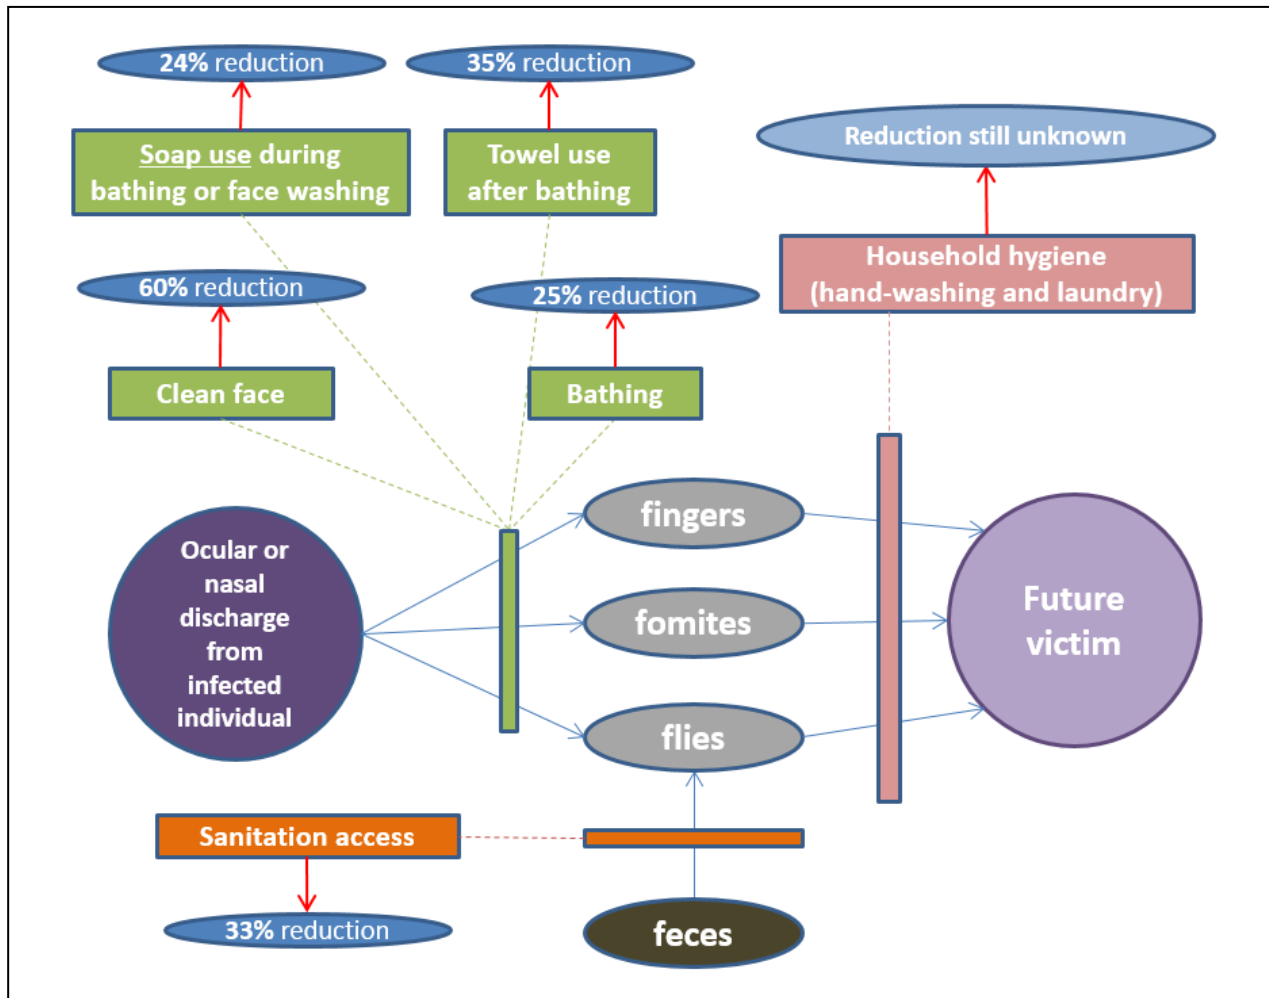 24% reduction
35% reduction
Soap use during
bathing or face washing
Towel use
after bathing
Reduction still unknown
60% reduction
25% reduction
Household hygiene
(hand-washing and laundry)
Clean face
Bathing
Ocular or
nasal
discharge
from
infected
individual
fingers
fomites
flies
Future
victim
Sanitation access
33% reduction
feces